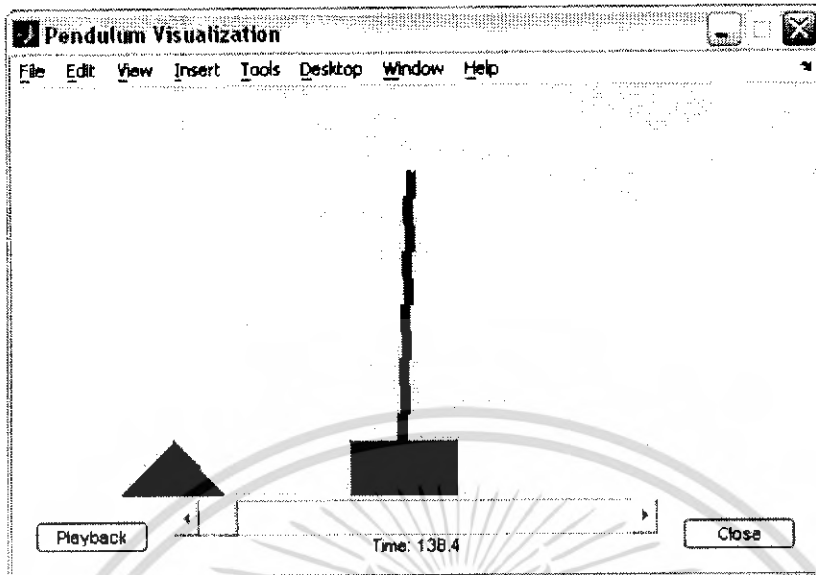 Pendulum Visualization
File Edit View Insert Tools Desktop Window Help
Playback
Time: 138.4
Close